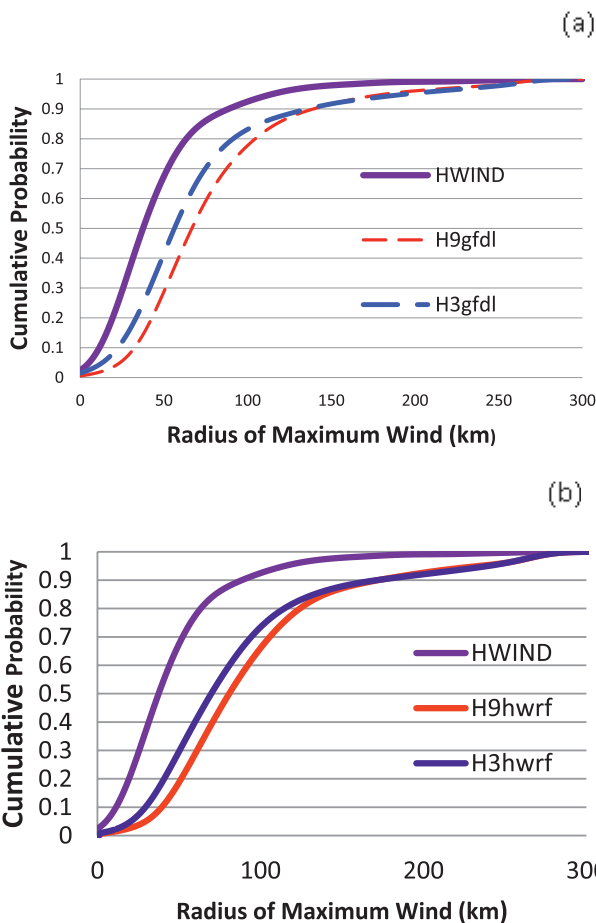 (a)
1
0.9
0.8
0.7
0.6
0.5
0.4
0.3
0.2
0.1
0
Cumulative Probability
HWIND
H9gfdl
H3gfdl
0 50 100 150 200 250 300
Radius of Maximum Wind (km)
(b)
1
0.9
0.8
0.7
0.6
0.5
0.4
0.3
0.2
0.1
0
Cumulative Probability
HWIND
H9hwrf
H3hwrf
0 100 200 300
Radius of Maximum Wind (km)